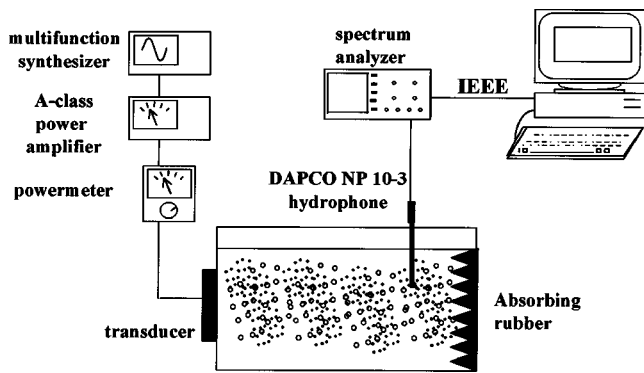 multifunction
synthesizer
A-class
power
amplifier
powermeter
transducer
spectrum
analyzer
IEEE
DAPCO NP 10-3
hydrophone
Absorbing
rubber